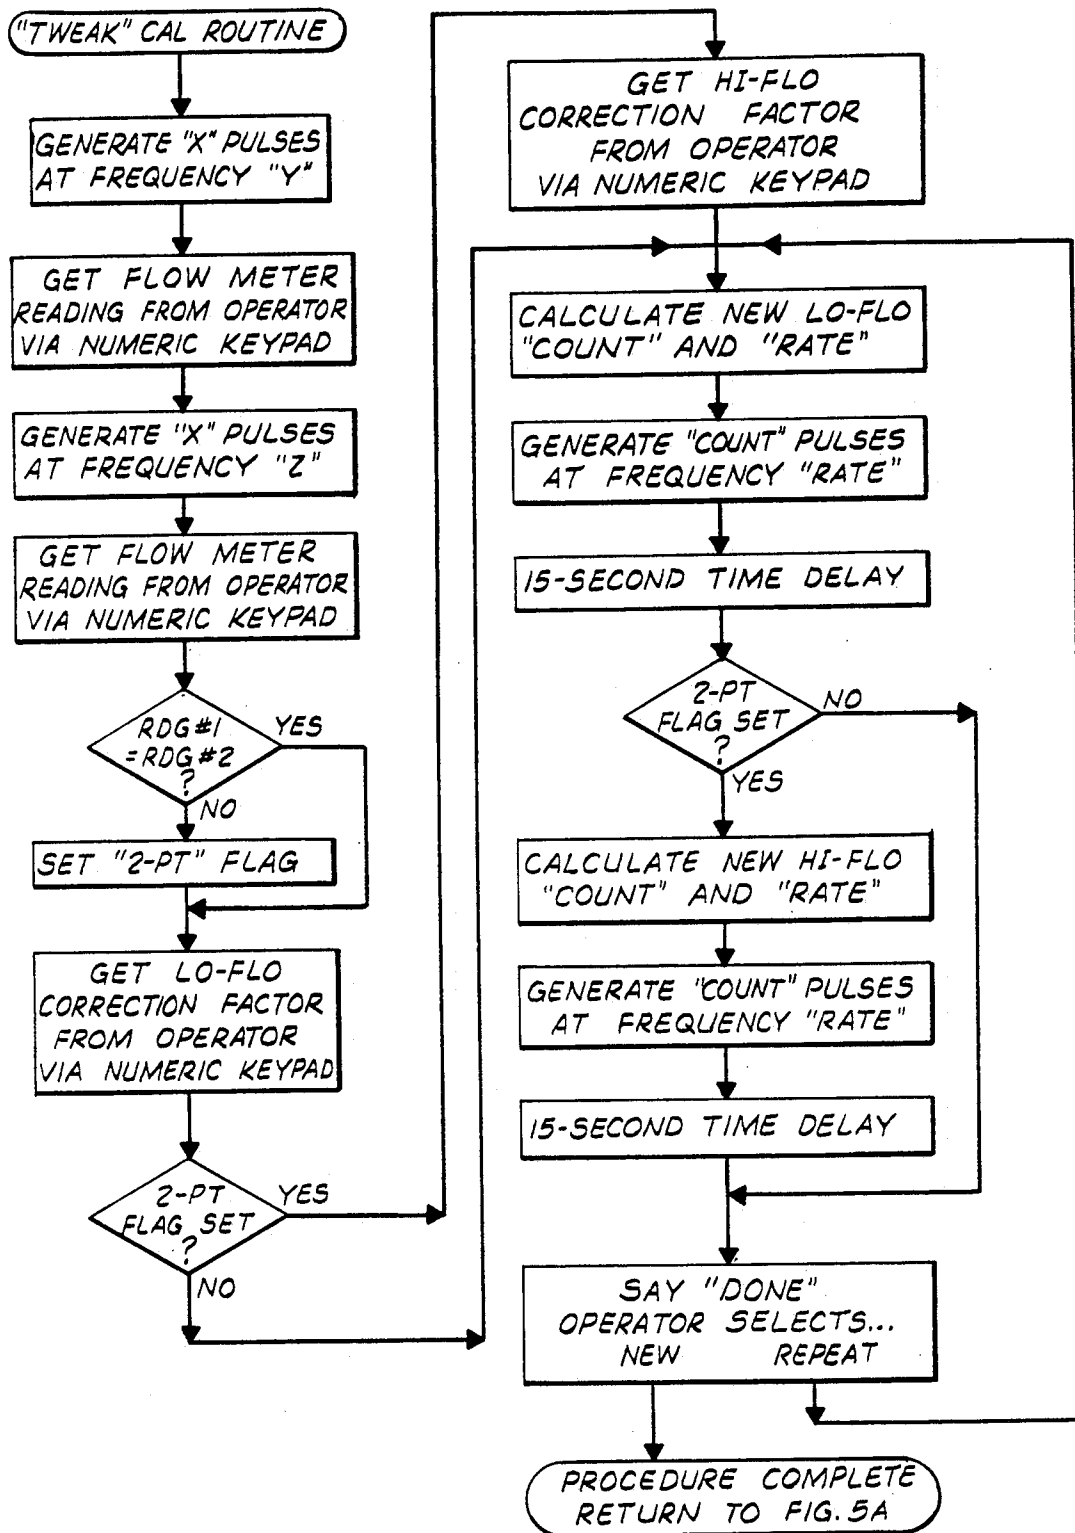 "TWEAK" CAL ROUTINE
GENERATE "X" PULSES
AT FREQUENCY "Y"
GET FLOW METER
READING FROM OPERATOR
VIA NUMERIC KEYPAD
GENERATE "X" PULSES
AT FREQUENCY "Z"
GET FLOW METER
READING FROM OPERATOR
VIA NUMERIC KEYPAD
RDG#1
=RDG#2
?
YES
NO
SET "2-PT" FLAG
GET LO-FLO
CORRECTION FACTOR
FROM OPERATOR
VIA NUMERIC KEYPAD
2-PT
FLAG SET
?
YES
NO
GET HI-FLO
CORRECTION FACTOR
FROM OPERATOR
VIA NUMERIC KEYPAD
CALCULATE NEW LO-FLO
"COUNT" AND "RATE"
GENERATE "COUNT" PULSES
AT FREQUENCY "RATE"
15-SECOND TIME DELAY
2-PT
FLAG SET
?
NO
YES
CALCULATE NEW HI-FLO
"COUNT" AND "RATE"
GENERATE "COUNT" PULSES
AT FREQUENCY "RATE"
15-SECOND TIME DELAY
SAY "DONE"
OPERATOR SELECTS...
NEW REPEAT
PROCEDURE COMPLETE
RETURN TO FIG.5A